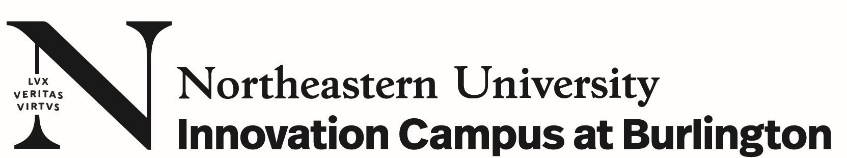 LVX
VERITAS
VIRTVS
Northeastern University
Innovation Campus at Burlington